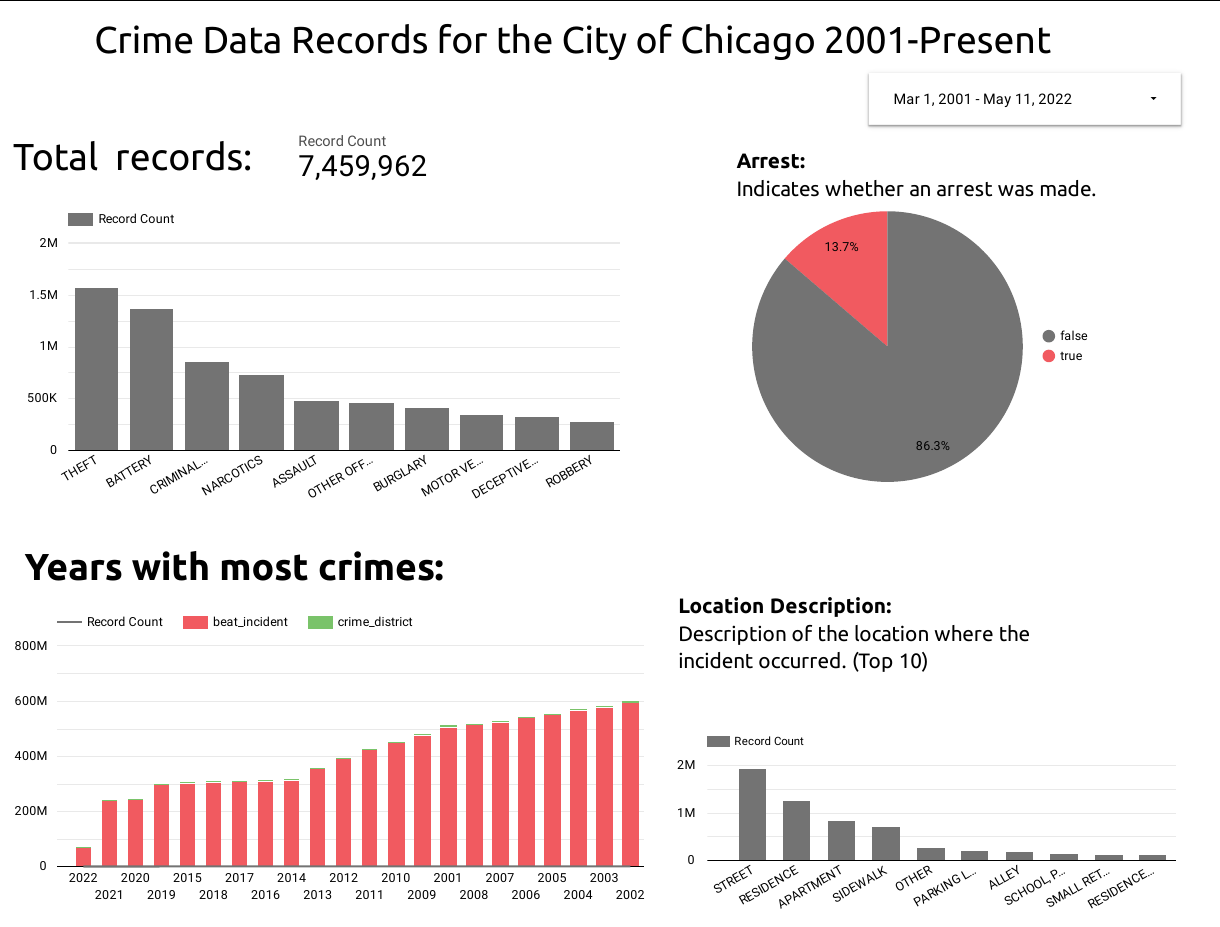 Crime Data Records for the City of Chicago 2001-Present
Mar 1, 2001 - May 11, 2022
Total records:
Record Count
7,459,962
Arrest:
Indicates whether an arrest was made.
Record Count
2M
1.5M
1M
500K
0
THEFT
BATTERY
CRIMINAL…
NARCOTICS
ASSAULT
OTHER OFF…
BURGLARY
MOTOR VE…
DECEPTIVE…
ROBBERY
13.7%
86.3%
false
true
Years with most crimes:
Record Count beat_incident crime_district
800M
600M
400M
200M
0
2022 2020 2015 2017 2014 2012 2010 2001 2007 2005 2003
2021 2019 2018 2016 2013 2011 2009 2008 2006 2004 2002
Location Description:
Description of the location where the
incident occurred. (Top 10)
Record Count
2M
1M
0
STREET
RESIDENCE
APARTMENT
SIDEWALK
OTHER
PARKING L…
ALLEY
SCHOOL, P…
SMALL RET…
RESIDENCE…